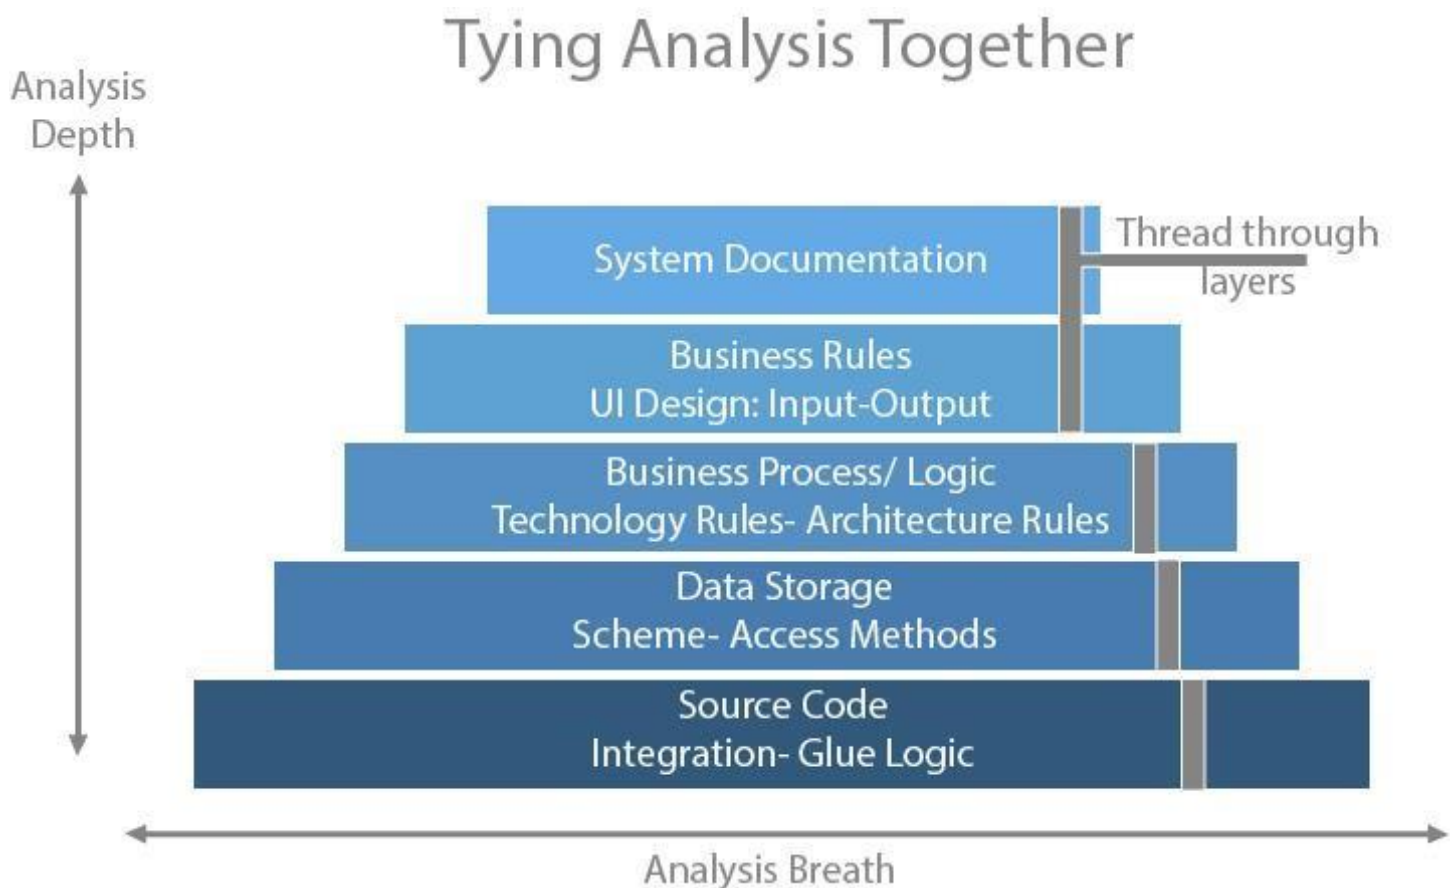 Tying Analysis Together
Analysis
Depth
System Documentation
Thread through
layers
Business Rules
UI Design: Input-Output
Business Process/ Logic
Technology Rules- Architecture Rules
Data Storage
Scheme- Access Methods
Source Code
Integration- Glue Logic
Analysis Breath